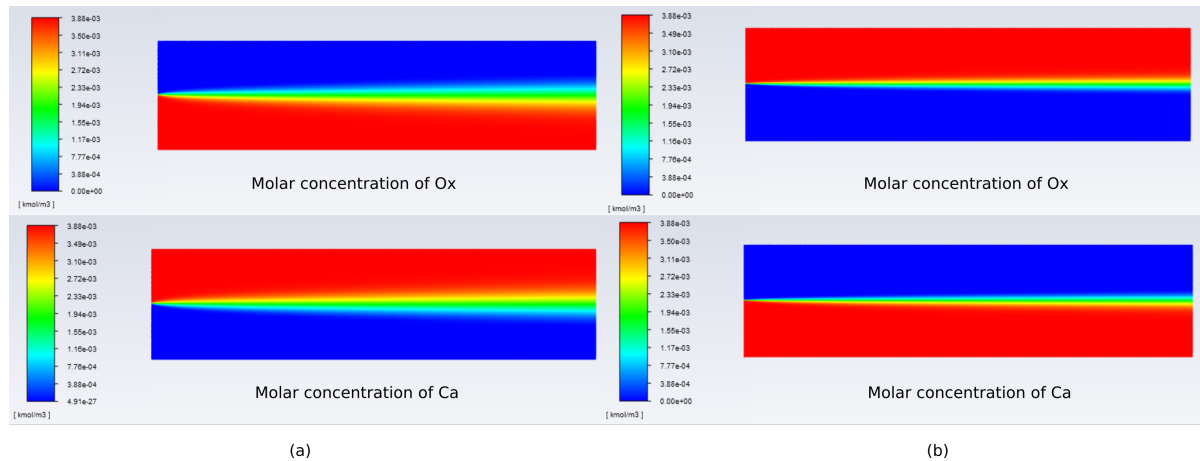 3.88e-03
3.50e-03
3.11e-03
2.72e-03
2.33e-03
1.94e-03
1.55e-03
1.17e-03
7.77e-04
3.88e-04
0.00e+00
[ kmol/m3 ]
Molar concentration of Ox
3.88e-03
3.49e-03
3.10e-03
2.72e-03
2.33e-03
1.94e-03
1.55e-03
1.16e-03
7.76e-04
3.88e-04
0.00e+00
[ kmol/m3 ]
Molar concentration of Ox
3.88e-03
3.49e-03
3.10e-03
2.72e-03
2.33e-03
1.94e-03
1.55e-03
1.16e-03
7.76e-04
3.88e-04
4.91e-27
[ kmol/m3 ]
Molar concentration of Ca
3.88e-03
3.50e-03
3.11e-03
2.72e-03
2.33e-03
1.94e-03
1.55e-03
1.17e-03
7.77e-04
3.88e-04
0.00e+00
[ kmol/m3 ]
Molar concentration of Ca
(a)
(b)